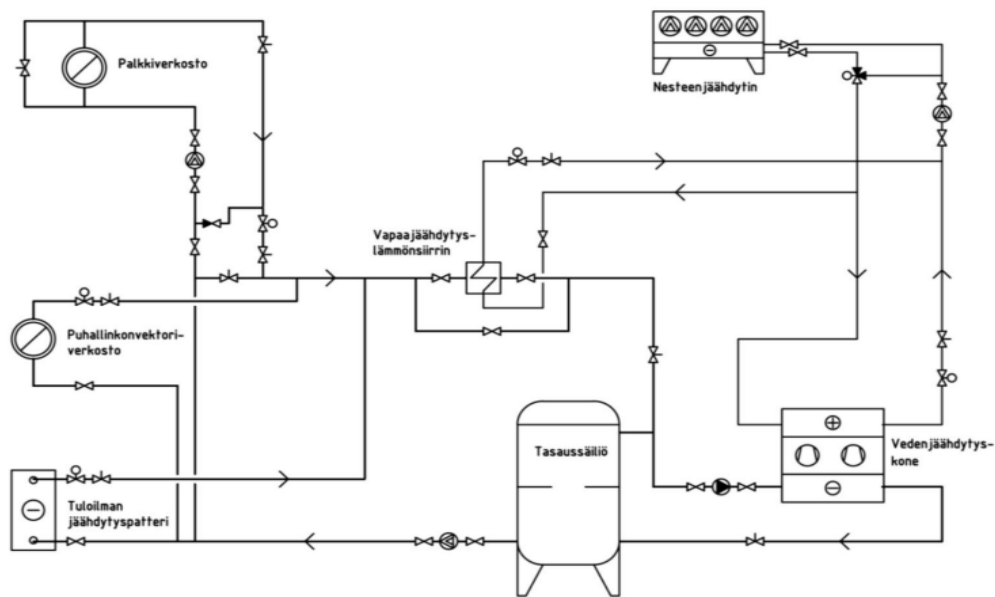 Palkkiverkosto
Nesteenjäähdytin
Vapaajäähdytys-
lämmönsiirrin
Puhallinkonvektori-
verkosto
Tasaussäiliö
Vedenjäähdytys-
kone
Tuloilman
jäähdytyspatteri